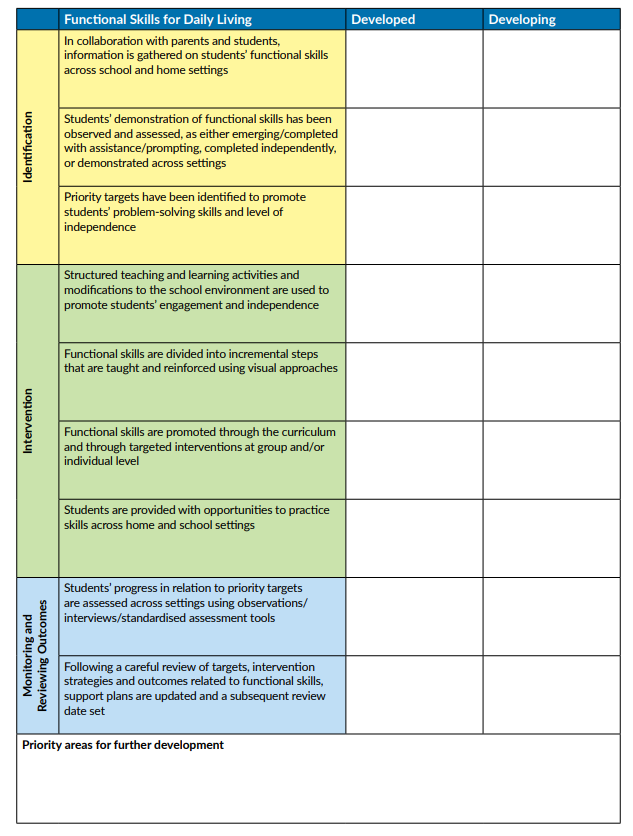 Functional Skills for Daily Living Developed Developing
Identification
In collaboration with parents and students,
information is gathered on students’ functional skills
across school and home settings
Students’ demonstration of functional skills has been
observed and assessed, as either emerging/completed
with assistance/prompting, completed independently,
or demonstrated across settings
Priority targets have been identified to promote
students’ problem-solving skills and level of
independence
Intervention
Structured teaching and learning activities and
modifications to the school environment are used to
promote students’ engagement and independence
Functional skills are divided into incremental steps
that are taught and reinforced using visual approaches
Functional skills are promoted through the curriculum
and through targeted interventions at group and/or
individual level
Students are provided with opportunities to practice
skills across home and school settings
Monitoring and
Reviewing Outcomes
Students’ progress in relation to priority targets
are assessed across settings using observations/
interviews/standardised assessment tools
Following a careful review of targets, intervention
strategies and outcomes related to functional skills,
support plans are updated and a subsequent review
date set
Priority areas for further development